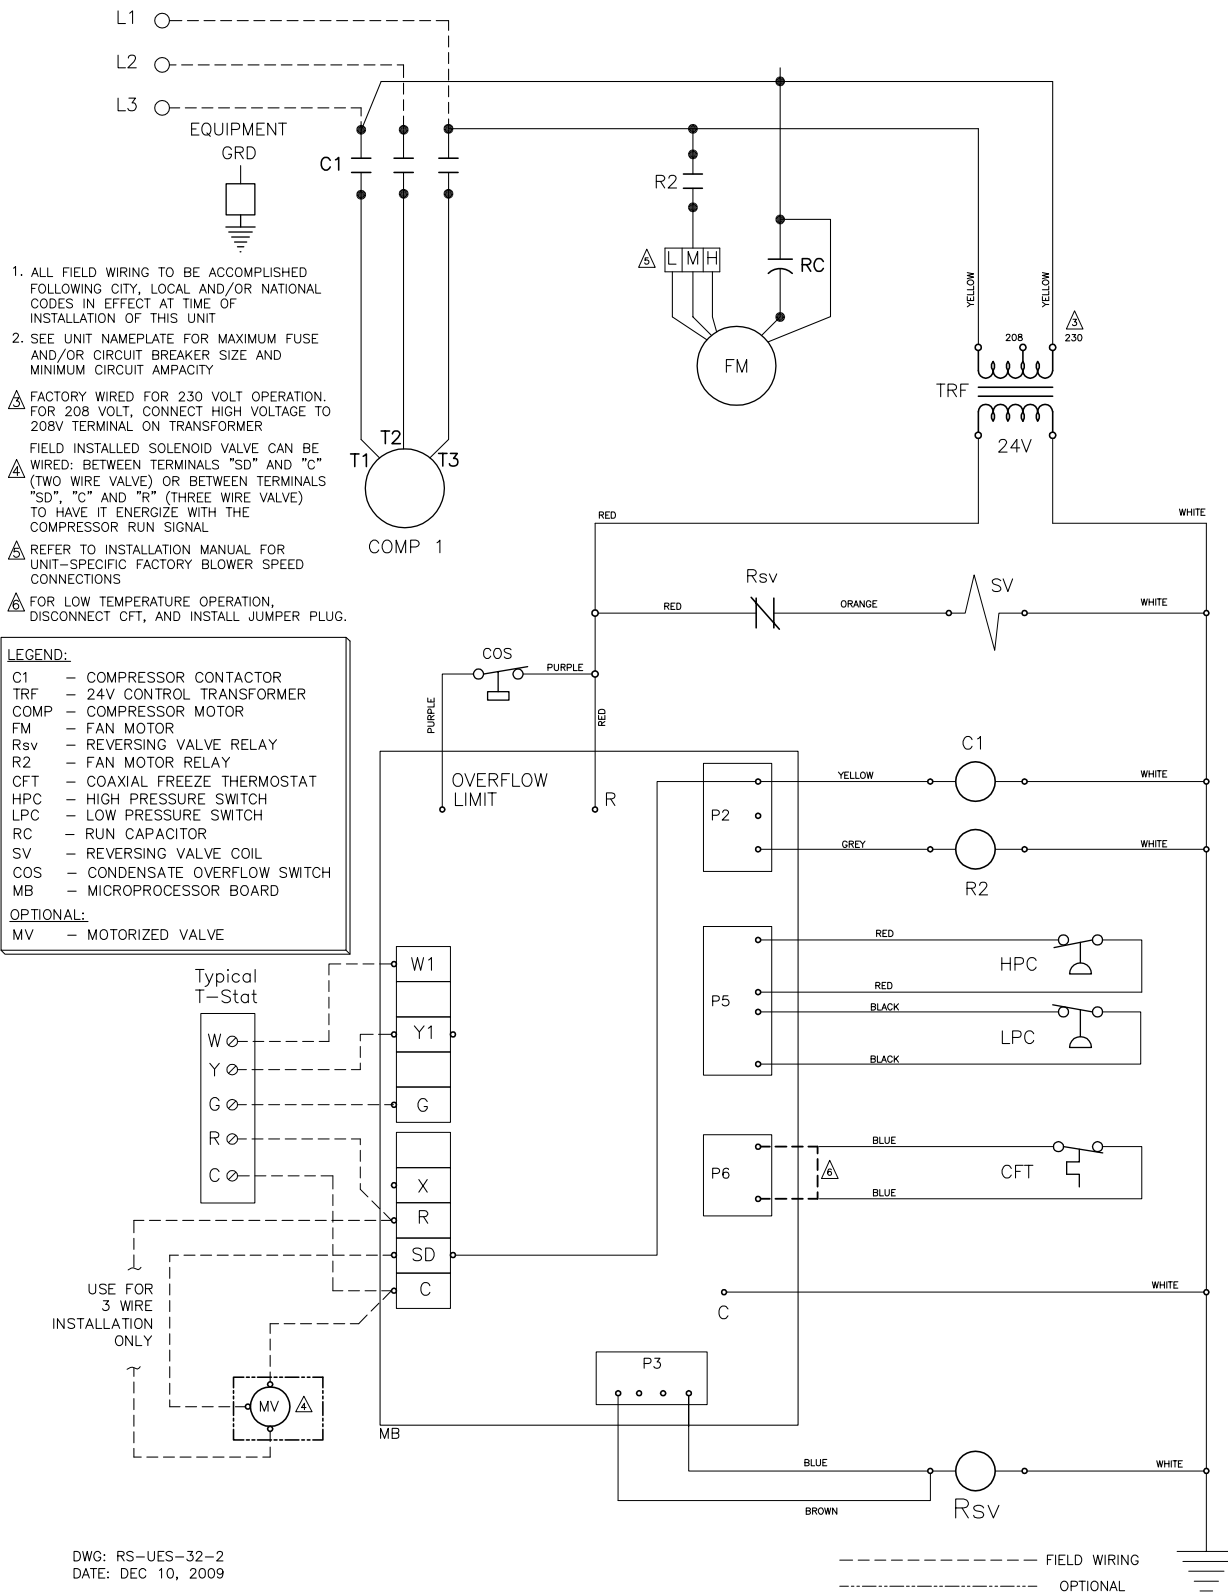 L1
L2
L3
EQUIPMENT
GRD
C1
R2
5
L M H
RC
FM
YELLOW
YELLOW
3
208
230
TRF
24V
1. ALL FIELD WIRING TO BE ACCOMPLISHED
FOLLOWING CITY, LOCAL AND/OR NATIONAL
CODES IN EFFECT AT TIME OF
INSTALLATION OF THIS UNIT
2. SEE UNIT NAMEPLATE FOR MAXIMUM FUSE
AND/OR CIRCUIT BREAKER SIZE AND
MINIMUM CIRCUIT AMPACITY
3 FACTORY WIRED FOR 230 VOLT OPERATION.
FOR 208 VOLT, CONNECT HIGH VOLTAGE TO
208V TERMINAL ON TRANSFORMER
FIELD INSTALLED SOLENOID VALVE CAN BE
4 WIRED: BETWEEN TERMINALS "SD" AND "C"
(TWO WIRE VALVE) OR BETWEEN TERMINALS
"SD", "C" AND "R" (THREE WIRE VALVE)
TO HAVE IT ENERGIZE WITH THE
COMPRESSOR RUN SIGNAL
5 REFER TO INSTALLATION MANUAL FOR
UNIT-SPECIFIC FACTORY BLOWER SPEED
CONNECTIONS
6 FOR LOW TEMPERATURE OPERATION,
DISCONNECT CFT, AND INSTALL JUMPER PLUG.
T1
T2
T3
COMP 1
LEGEND:
C1 – COMPRESSOR CONTACTOR
TRF – 24V CONTROL TRANSFORMER
COMP – COMPRESSOR MOTOR
FM – FAN MOTOR
Rsv – REVERSING VALVE RELAY
R2 – FAN MOTOR RELAY
CFT – COAXIAL FREEZE THERMOSTAT
HPC – HIGH PRESSURE SWITCH
LPC – LOW PRESSURE SWITCH
RC – RUN CAPACITOR
SV – REVERSING VALVE COIL
COS – CONDENSATE OVERFLOW SWITCH
MB – MICROPROCESSOR BOARD
OPTIONAL:
MV – MOTORIZED VALVE
RED
WHITE
Rsv
SV
RED
ORANGE
WHITE
COS
PURPLE
PURPLE
RED
OVERFLOW
LIMIT
R
C1
P2
YELLOW
WHITE
GREY
WHITE
R2
P5
RED
HPC
RED
BLACK
LPC
BLACK
P6
BLUE
6
CFT
BLUE
Typical
T-Stat
W
Y
G
R
C
W1
Y1
G
X
R
SD
C
USE FOR
3 WIRE
INSTALLATION
ONLY
MV
4
WHITE
C
P3
MB
BLUE
WHITE
BROWN
Rsv
DWG: RS-UES-32-2
DATE: DEC 10, 2009
FIELD WIRING
OPTIONAL